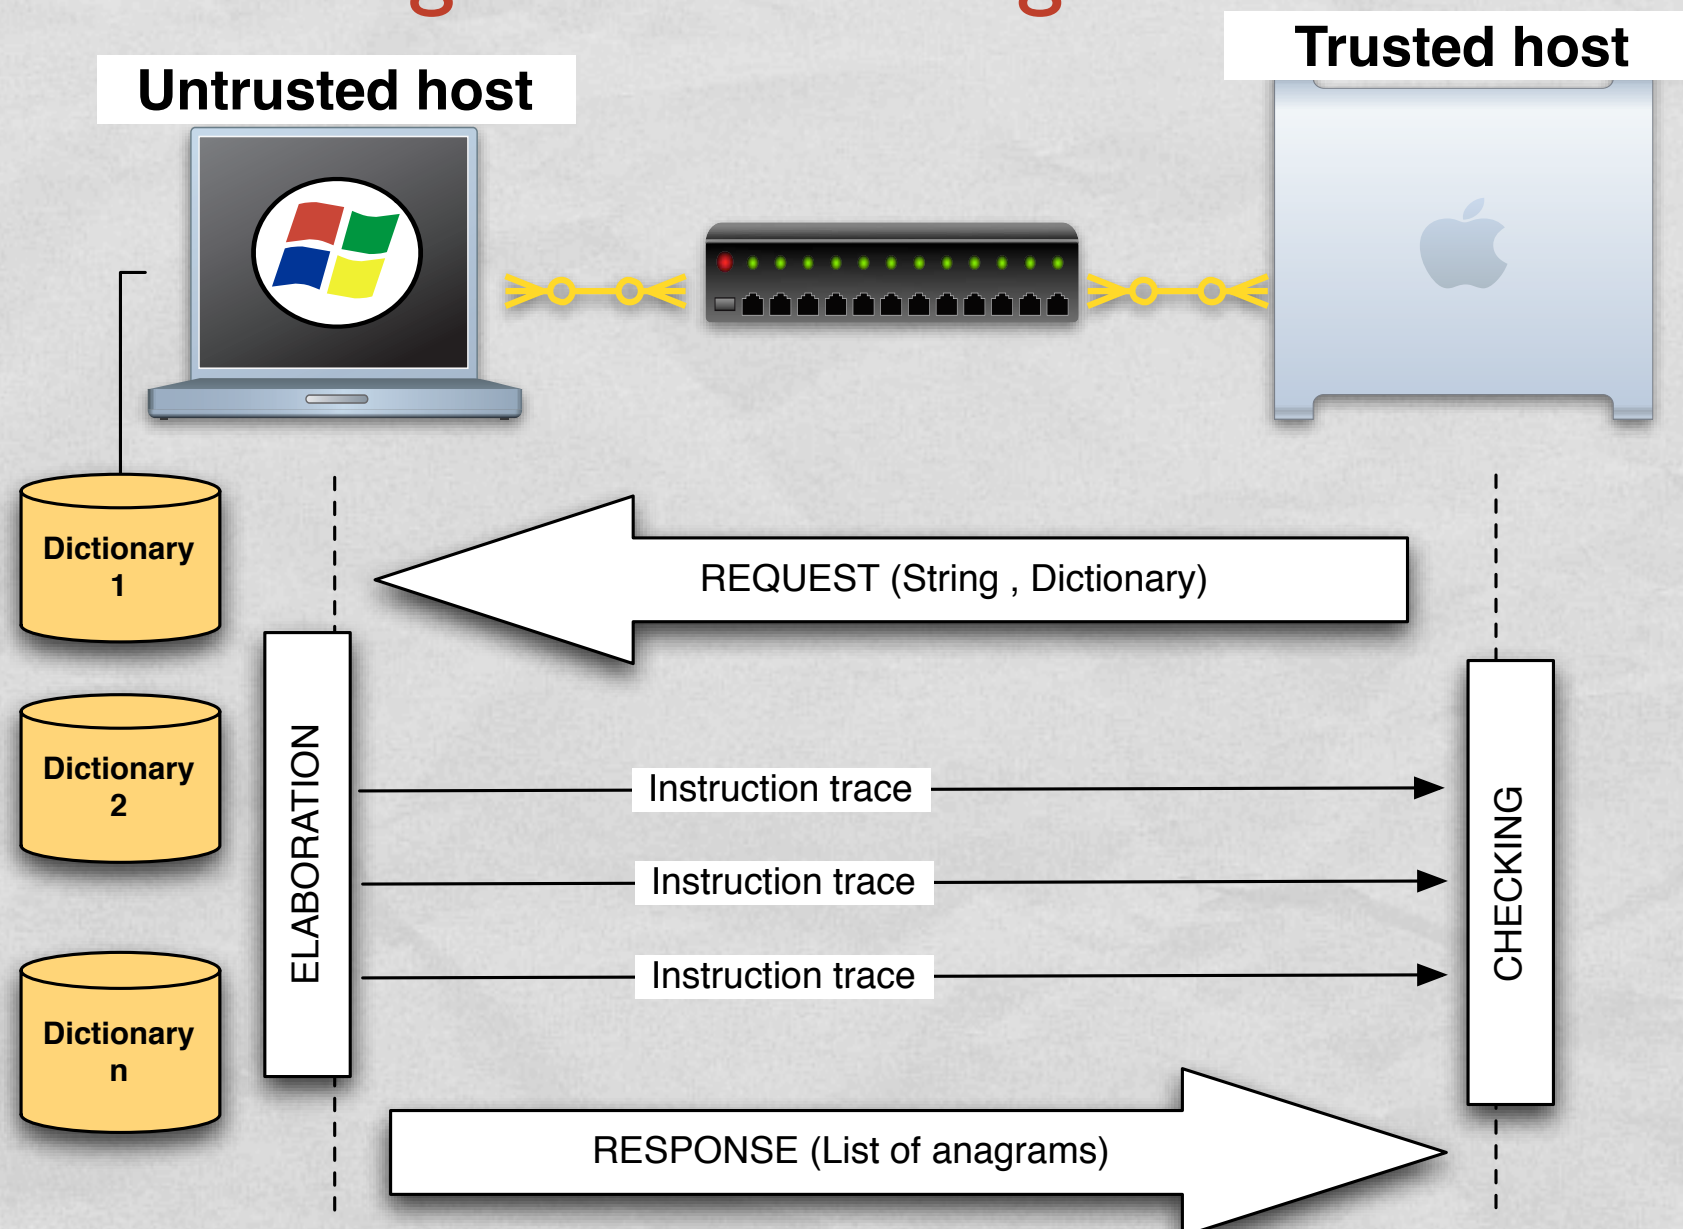 Untrusted host
Trusted host
Dictionary
1
REQUEST (String , Dictionary)
Dictionary
2
ELABORATION
Instruction trace
Instruction trace
Instruction trace
CHECKING
Dictionary
n
RESPONSE (List of anagrams)